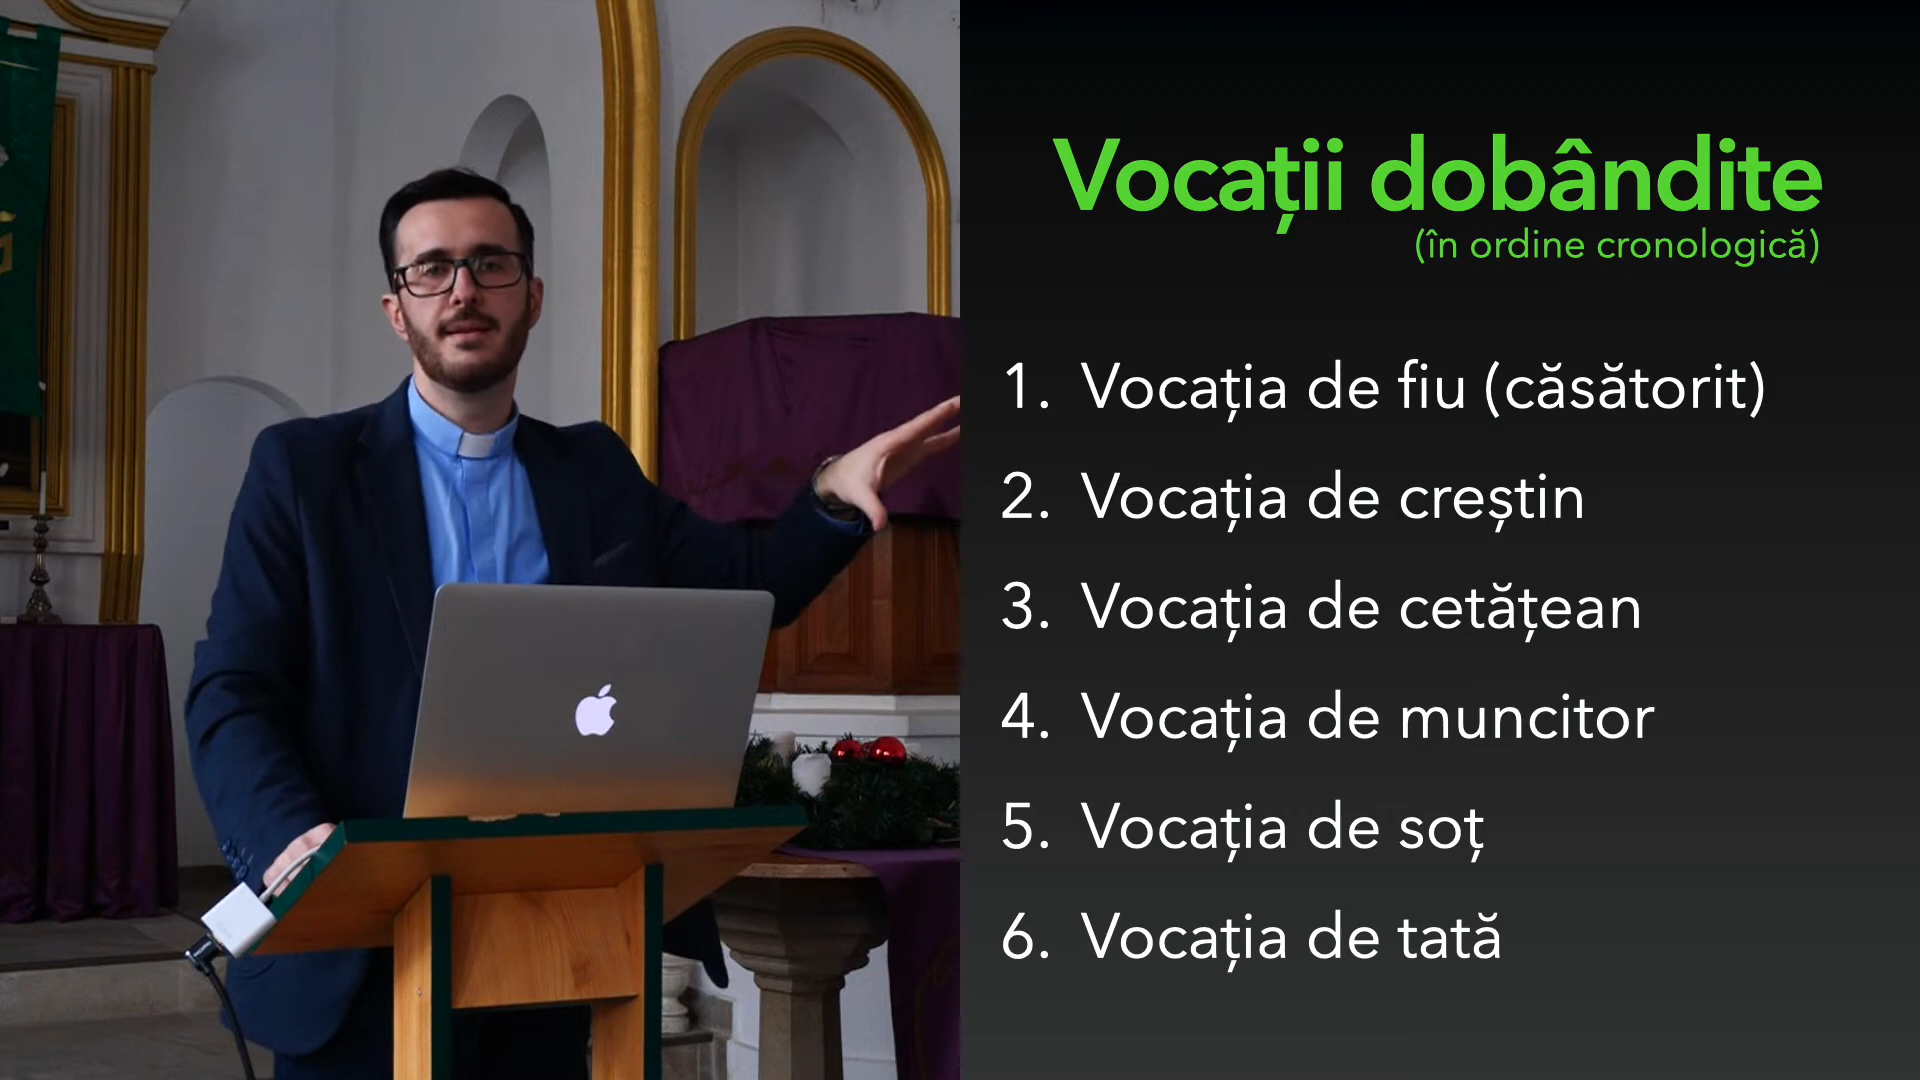 Vocații dobândite
(în ordine cronologică)
1. Vocația de fiu (căsătorit)
2. Vocația de creștin
3. Vocația de cetățean
4. Vocația de muncitor
5. Vocația de soț
6. Vocația de tată